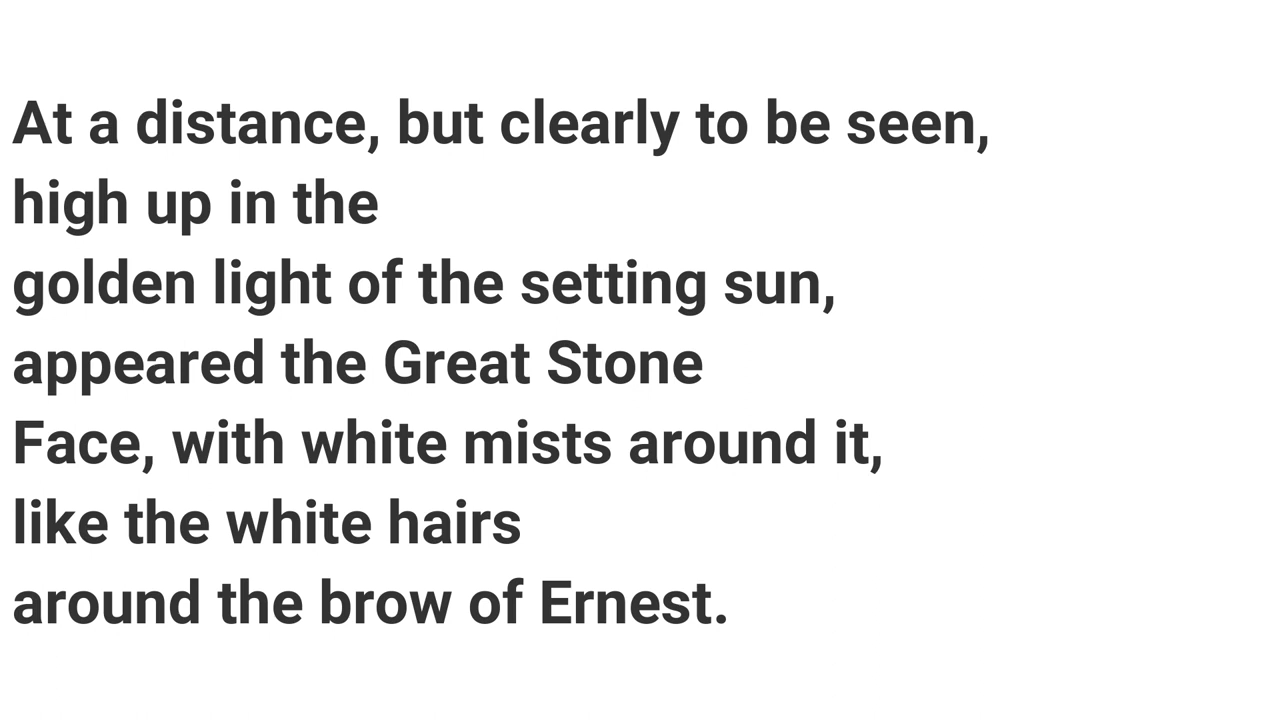 At a distance, but clearly to be seen,
high up in the
golden light of the setting sun,
appeared the Great Stone
Face, with white mists around it,
like the white hairs
around the brow of Ernest.